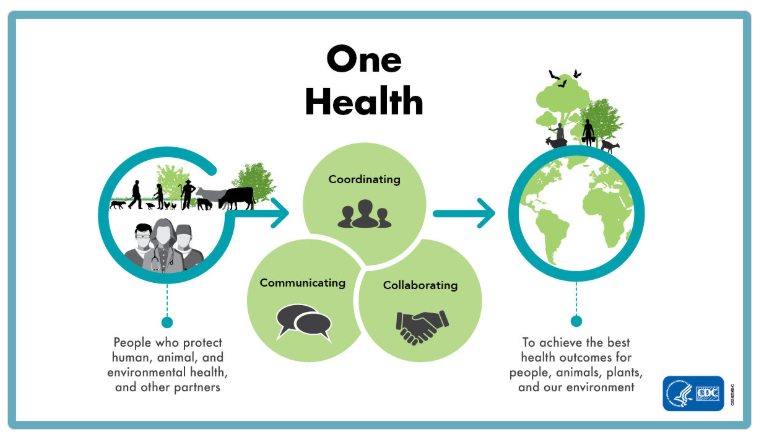 One
Health
Coordinating
Communicating
Collaborating
People who protect
human, animal, and
environmental health,
and other partners
To achieve the best
health outcomes for
people, animals, plants,
and our environment
CDC